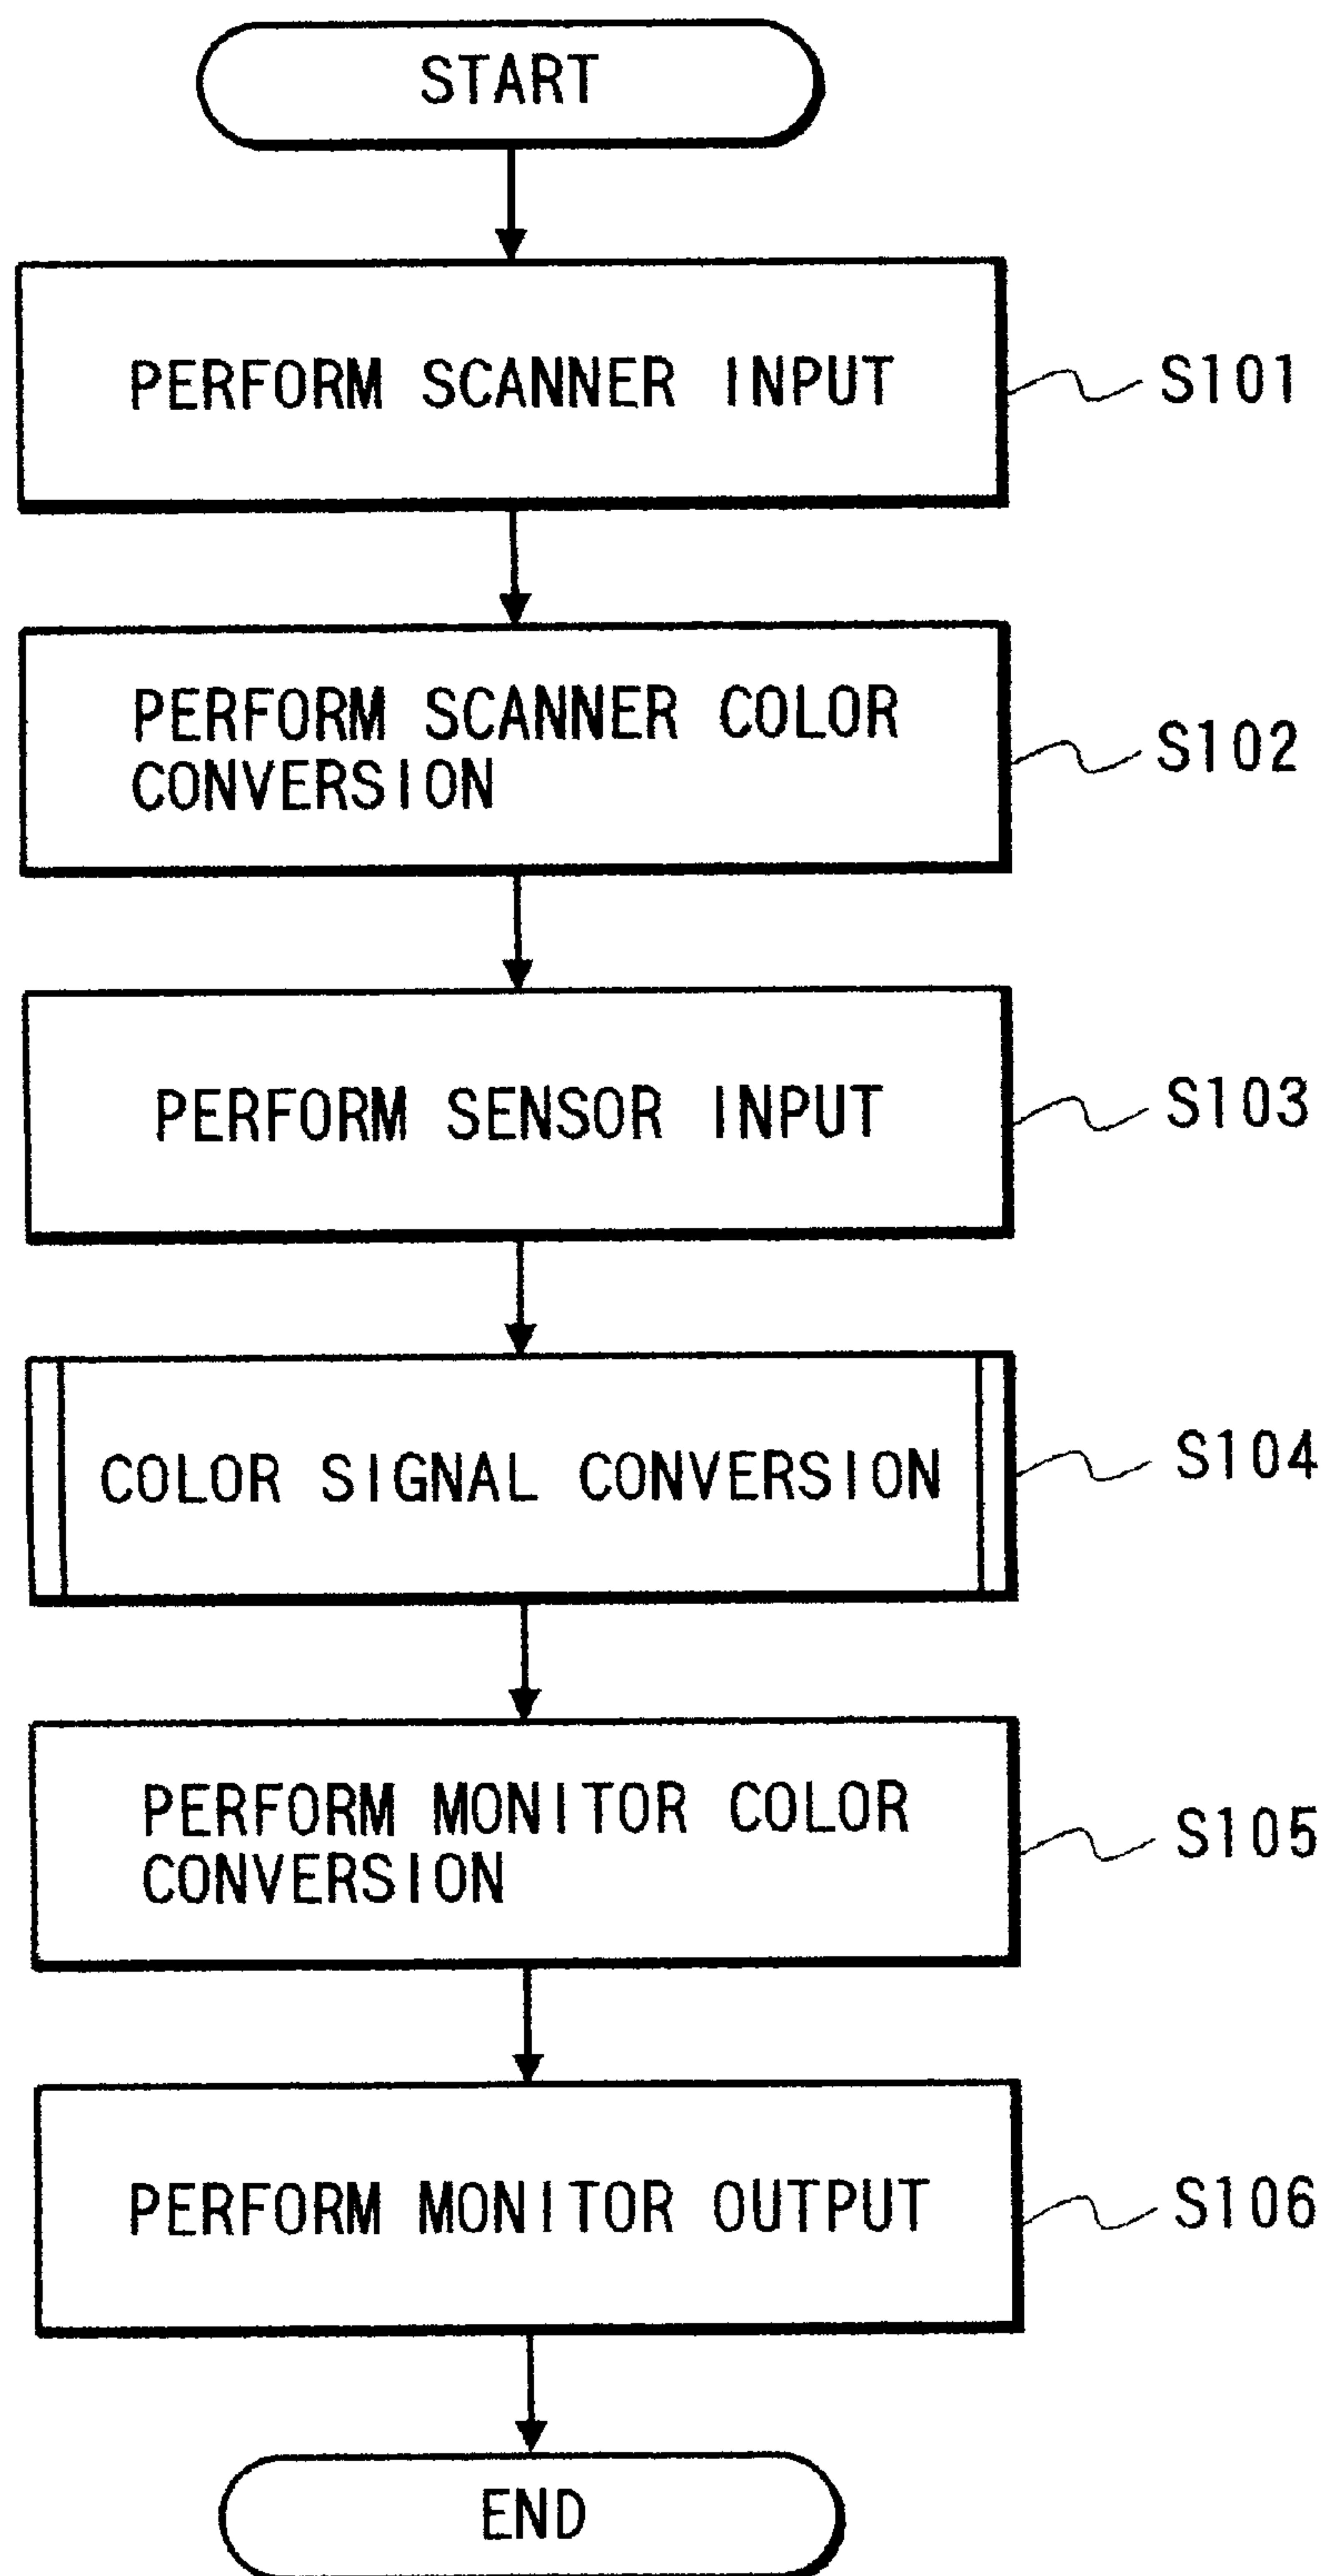 START
PERFORM SCANNER INPUT
S101
PERFORM SCANNER COLOR
CONVERSION
S102
PERFORM SENSOR INPUT
S103
COLOR SIGNAL CONVERSION
S104
PERFORM MONITOR COLOR
CONVERSION
S105
PERFORM MONITOR OUTPUT
S106
END